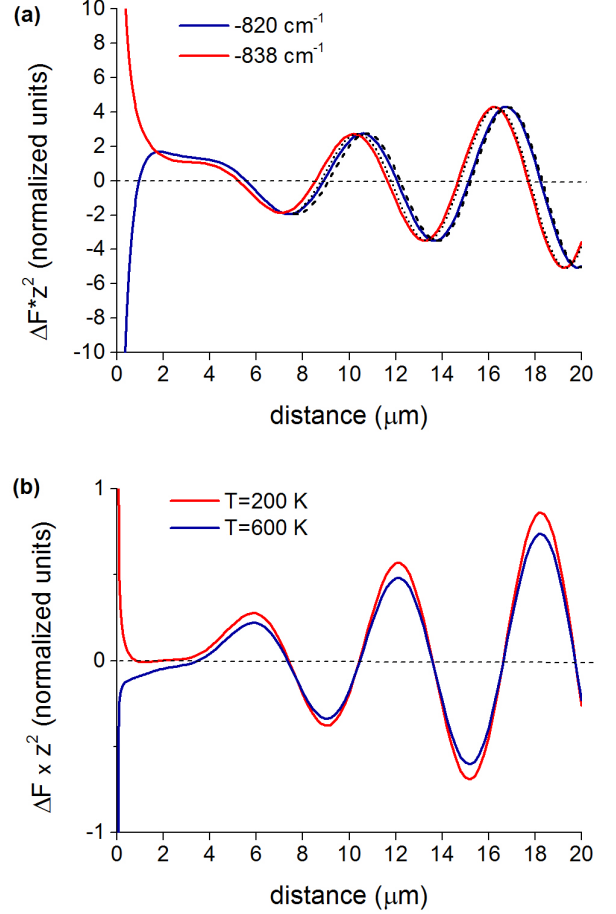 (a)
10
8
6
4
2
0
-2
-4
-6
-8
-10
ΔF*z² (normalized units)
-820 cm⁻¹
-838 cm⁻¹
0 2 4 6 8 10 12 14 16 18 20
distance (μm)
(b)
1
0
-1
ΔF x z² (normalized units)
T=200 K
T=600 K
0 2 4 6 8 10 12 14 16 18 20
distance (μm)